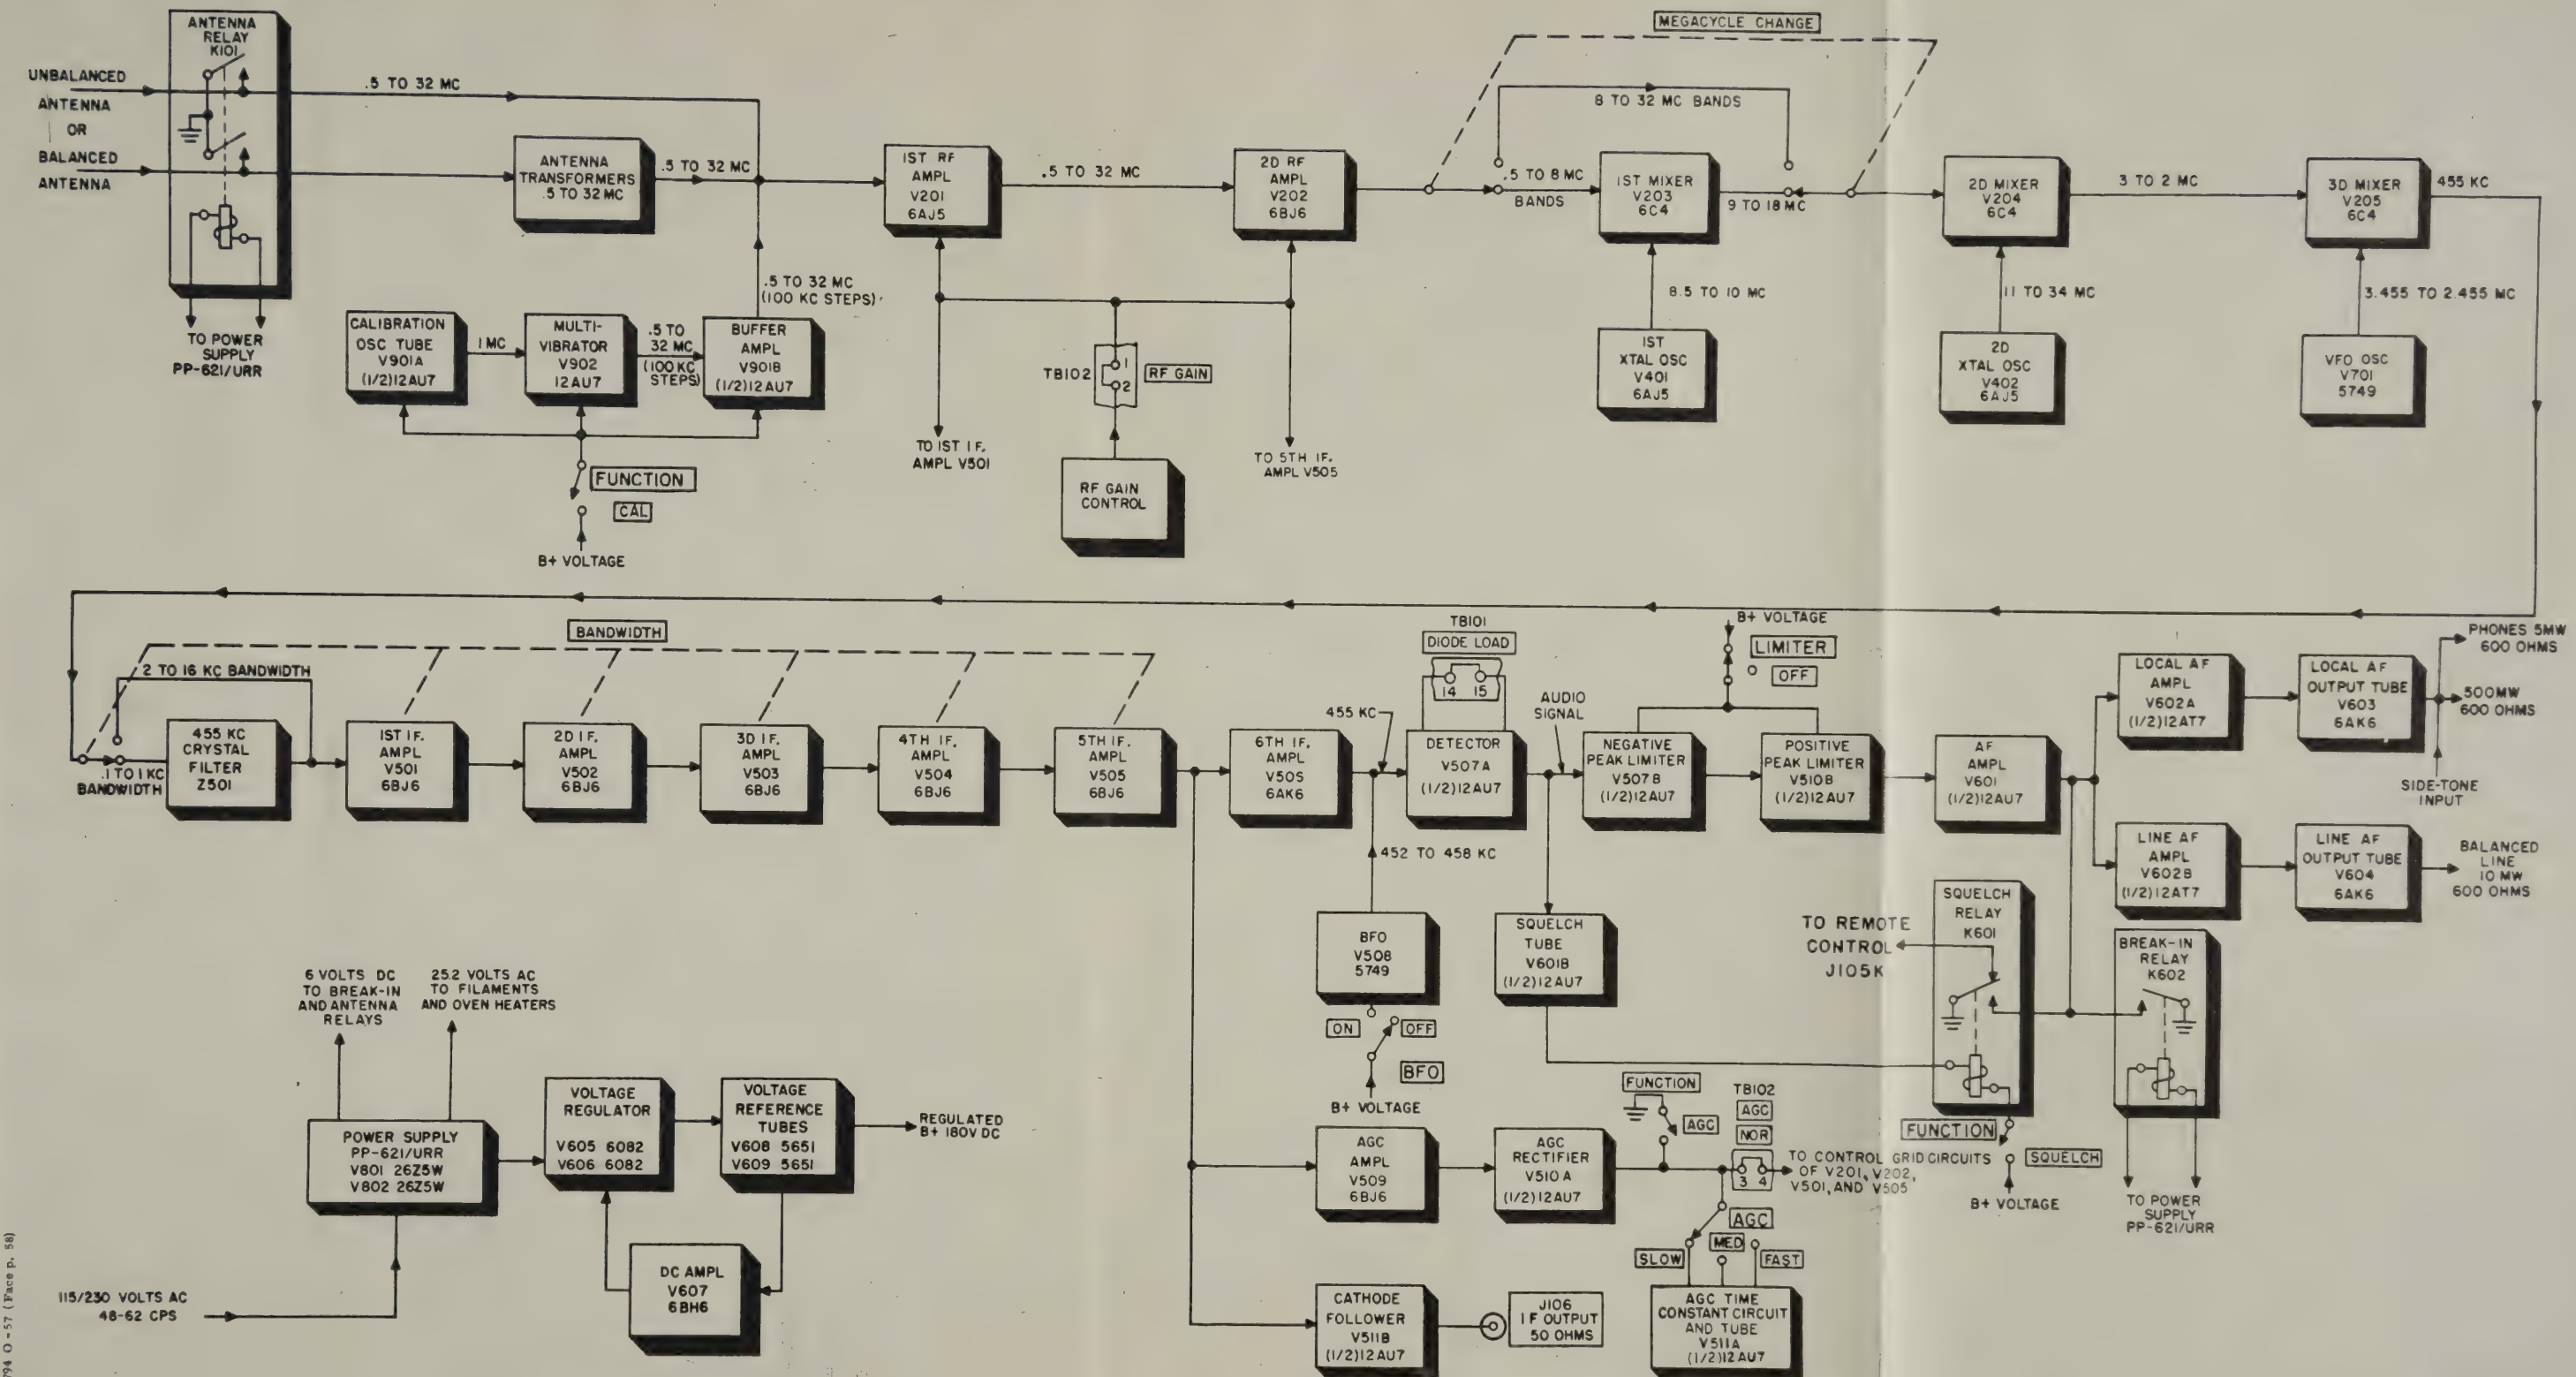 MEGACYCLE CHANGE
ANTENNA
RELAY
K101
UNBALANCED
ANTENNA
OR
BALANCED
ANTENNA
.5 TO 32 MC
ANTENNA
TRANSFORMERS
.5 TO 32 MC
.5 TO 32 MC
1ST RF
AMPL
V201
6AJ5
.5 TO 32 MC
2D RF
AMPL
V202
6BJ6
8 TO 32 MC BANDS
.5 TO 8 MC
BANDS
1ST MIXER
V203
6C4
9 TO 18 MC
2D MIXER
V204
6C4
3 TO 2 MC
3D MIXER
V205
6C4
455 KC
TO POWER
SUPPLY
PP-621/URR
CALIBRATION
OSC TUBE
V901A
(1/2)12AU7
1 MC
MULTI-
VIBRATOR
V902
12AU7
.5 TO
32 MC
(100 KC
STEPS)
BUFFER
AMPL
V901B
(1/2)12AU7
.5 TO 32 MC
(100 KC STEPS)
TB102
1
2
RF GAIN
8.5 TO 10 MC
1ST
XTAL OSC
V401
6AJ5
11 TO 34 MC
2D
XTAL OSC
V402
6AJ5
3.455 TO 2.455 MC
VFO OSC
V701
5749
FUNCTION
CAL
B+ VOLTAGE
TO 1ST IF.
AMPL V501
RF GAIN
CONTROL
TO 5TH IF.
AMPL V505
BANDWIDTH
2 TO 16 KC BANDWIDTH
.1 TO 1 KC
BANDWIDTH
455 KC
CRYSTAL
FILTER
Z501
1ST IF.
AMPL
V501
6BJ6
2D IF.
AMPL
V502
6BJ6
3D IF.
AMPL
V503
6BJ6
4TH IF.
AMPL
V504
6BJ6
5TH IF.
AMPL
V505
6BJ6
6TH IF.
AMPL
V505
6AK6
455 KC
TB101
DIODE LOAD
14 15
DETECTOR
V507A
(1/2)12AU7
AUDIO
SIGNAL
B+ VOLTAGE
LIMITER
OFF
NEGATIVE
PEAK LIMITER
V507B
(1/2)12AU7
POSITIVE
PEAK LIMITER
V510B
(1/2)12AU7
AF
AMPL
V601
(1/2)12AU7
LOCAL AF
AMPL
V602A
(1/2)12AT7
LOCAL AF
OUTPUT TUBE
V603
6AK6
PHONES 5MW
600 OHMS
500MW
600 OHMS
SIDE-TONE
INPUT
LINE AF
AMPL
V602B
(1/2)12AT7
LINE AF
OUTPUT TUBE
V604
6AK6
BALANCED
LINE
10 MW
600 OHMS
452 TO 458 KC
BFO
V508
5749
ON
OFF
BFO
B+ VOLTAGE
SQUELCH
TUBE
V601B
(1/2)12AU7
TO REMOTE
CONTROL
J105K
SQUELCH
RELAY
K601
BREAK-IN
RELAY
K602
FUNCTION
SQUELCH
B+ VOLTAGE
TO POWER
SUPPLY
PP-621/URR
6 VOLTS DC
TO BREAK-IN
AND ANTENNA
RELAYS
25.2 VOLTS AC
TO FILAMENTS
AND OVEN HEATERS
POWER SUPPLY
PP-621/URR
V801 26Z5W
V802 26Z5W
VOLTAGE
REGULATOR
V605 6082
V606 6082
VOLTAGE
REFERENCE
TUBES
V608 5651
V609 5651
REGULATED
B+ 180V DC
DC AMPL
V607
6BH6
115/230 VOLTS AC
48-62 CPS
AGC
AMPL
V509
6BJ6
AGC
RECTIFIER
V510A
(1/2)12AU7
FUNCTION
AGC
TB102
AGC
NOR
3 4
TO CONTROL GRID CIRCUITS
OF V201, V202,
V501, AND V505
AGC
SLOW
MED
FAST
AGC TIME
CONSTANT CIRCUIT
AND TUBE
V511A
(1/2)12AU7
CATHODE
FOLLOWER
V511B
(1/2)12AU7
J106
IF OUTPUT
50 OHMS
794 O - 57 (Face p. 58)